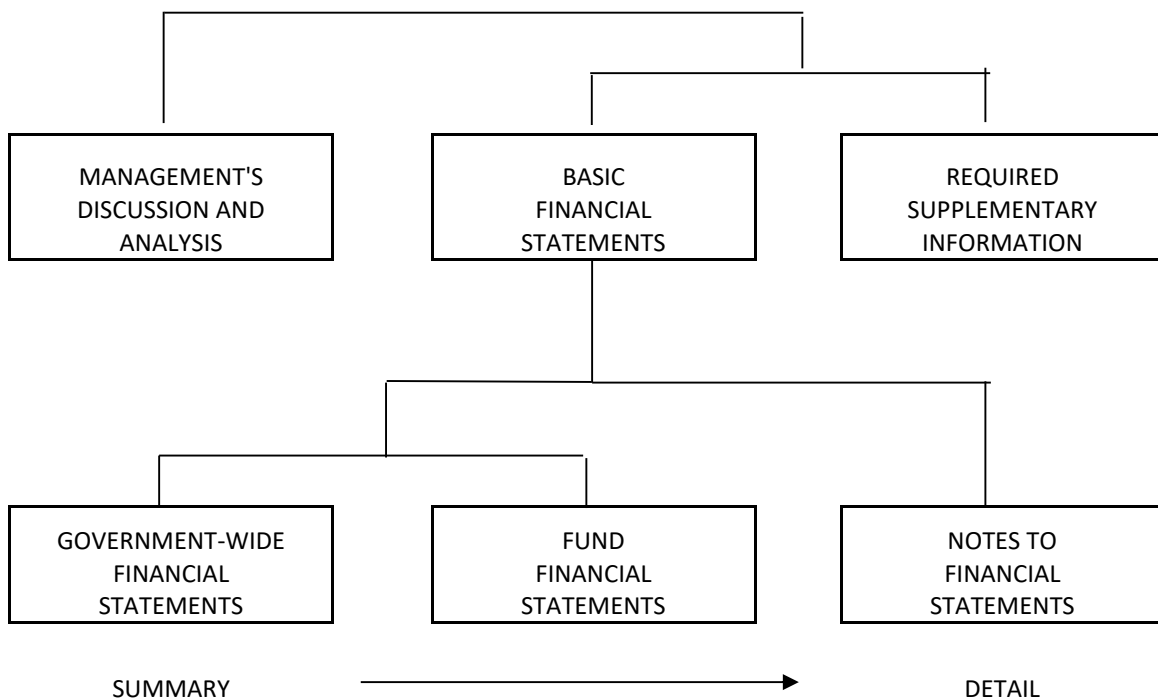 MANAGEMENT'S
DISCUSSION AND
ANALYSIS
BASIC
FINANCIAL
STATEMENTS
REQUIRED
SUPPLEMENTARY
INFORMATION
GOVERNMENT-WIDE
FINANCIAL
STATEMENTS
FUND
FINANCIAL
STATEMENTS
NOTES TO
FINANCIAL
STATEMENTS
SUMMARY
DETAIL